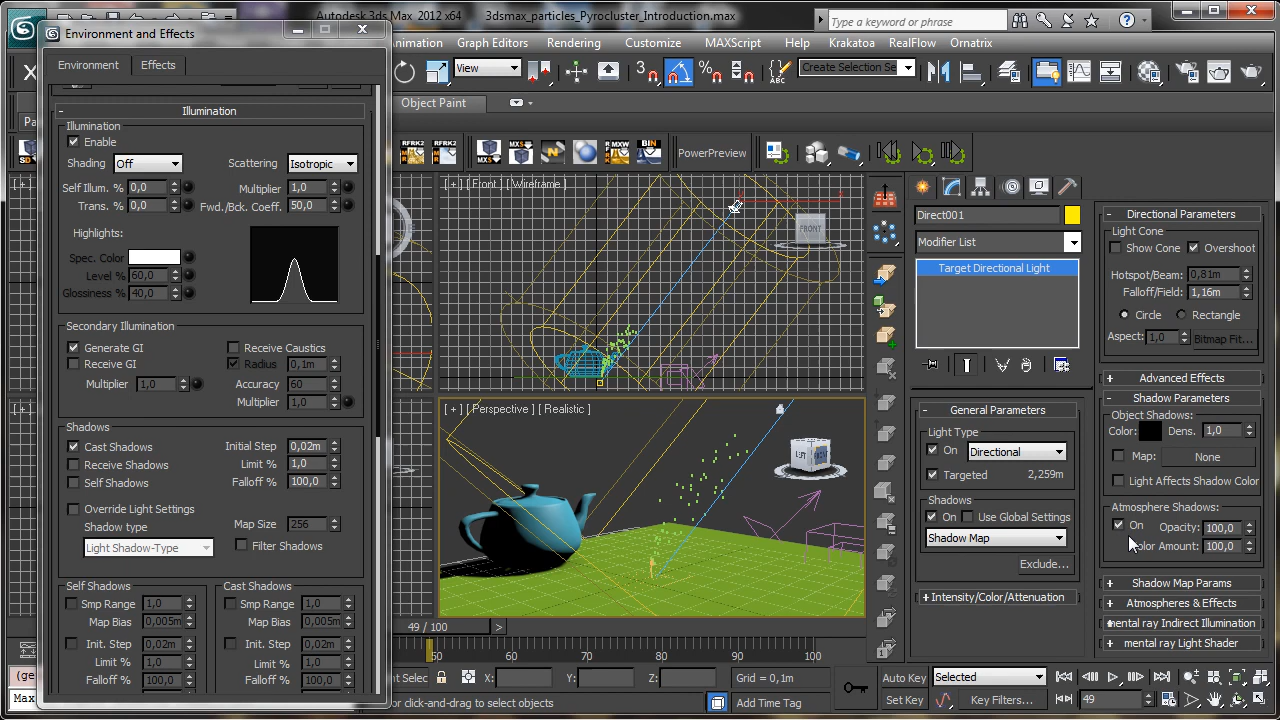 Autodesk 3ds Max 2012 x64 3dsmax_particles_Pyrocluster_Introduction.max
Type a keyword or phrase
Environment and Effects
Animation Graph Editors Rendering Customize MAXScript Help Krakatoa RealFlow Ornatrix
Environment Effects
View
3
Create Selection Se
Object Paint
PowerPreview
Illumination
Illumination
Enable
Shading Off Scattering Isotropic
Self Illum. % 0,0 Multiplier 1,0
Trans. % 0,0 Fwd./Bck. Coeff. 50,0
Highlights:
Spec. Color
Level % 60,0
Glossiness % 40,0
Secondary Illumination
Generate GI Receive Caustics
Receive GI Radius 0,1m
Multiplier 1,0 Accuracy 60
Multiplier 1,0
Shadows
Cast Shadows Initial Step 0,02m
Receive Shadows Limit % 1,0
Self Shadows Falloff % 100,0
Override Light Settings
Shadow type Map Size 256
Light Shadow-Type Filter Shadows
Self Shadows Cast Shadows
Smp Range 1,0 Smp Range 1,0
Map Bias 0,005m Map Bias 0,005m
Init. Step 0,02m Init. Step 0,02m
Limit % 1,0 Limit % 1,0
Falloff % 100,0 Falloff % 100,0
[+] [Front] [Wireframe]
FRONT
[+] [Perspective] [Realistic]
LEFT FRONT
Direct001
Modifier List
Target Directional Light
General Parameters
Light Type
On Directional
Targeted 2,259m
Shadows
On Use Global Settings
Shadow Map
Exclude...
Intensity/Color/Attenuation
Directional Parameters
Light Cone
Show Cone Overshoot
Hotspot/Beam: 0,81m
Falloff/Field: 1,16m
Circle Rectangle
Aspect: 1,0 Bitmap Fit...
Advanced Effects
Shadow Parameters
Object Shadows:
Color: Dens. 1,0
Map: None
Light Affects Shadow Color
Atmosphere Shadows:
On Opacity: 100,0
Color Amount: 100,0
Shadow Map Params
Atmospheres & Effects
mental ray Indirect Illumination
mental ray Light Shader
49 / 100
50 60 70 80 90 100
X: Y: Z: Grid = 0,1m
or click-and-drag to select objects
Add Time Tag
Auto Key Selected
Set Key Key Filters...
49